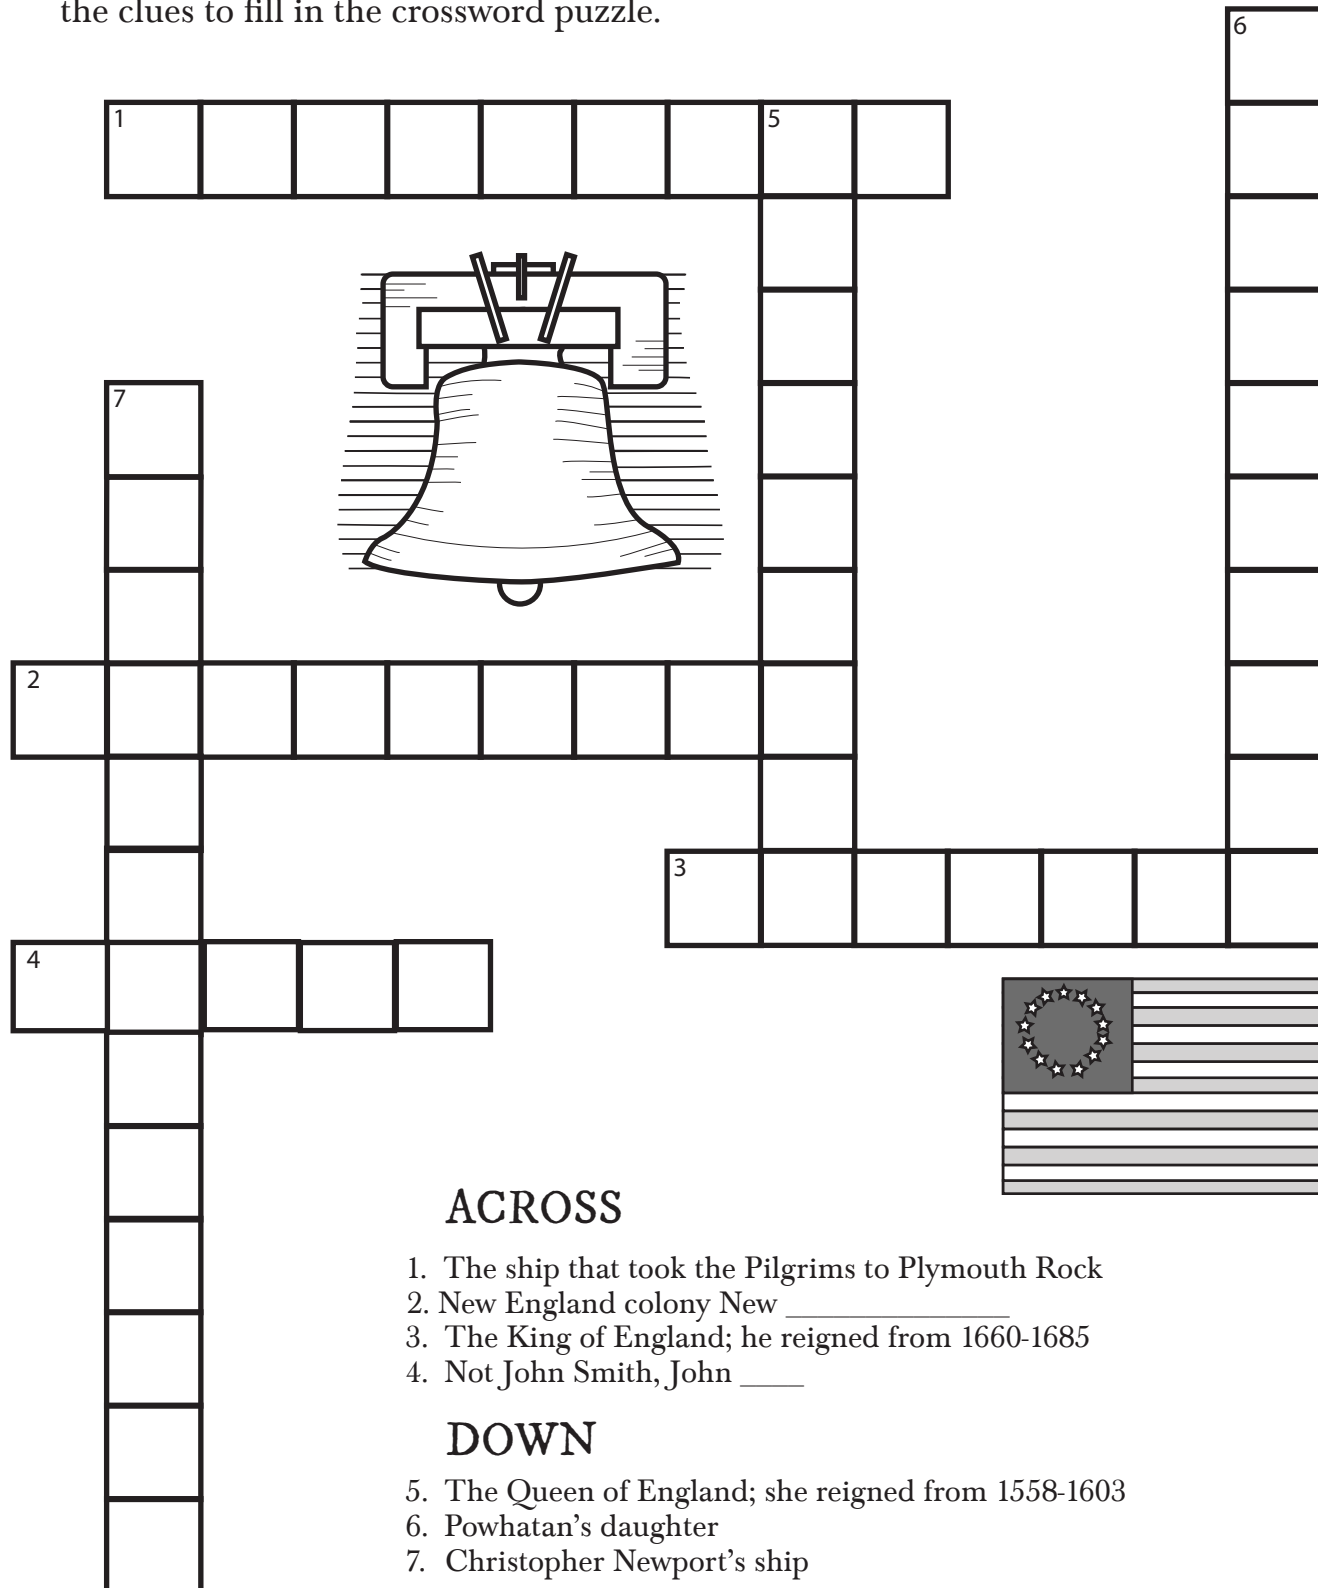 the clues to fill in the crossword puzzle.
6
1
5
7
2
3
4
ACROSS
1. The ship that took the Pilgrims to Plymouth Rock
2. New England colony New ______________
3. The King of England; he reigned from 1660-1685
4. Not John Smith, John ____
DOWN
5. The Queen of England; she reigned from 1558-1603
6. Powhatan’s daughter
7. Christopher Newport’s ship